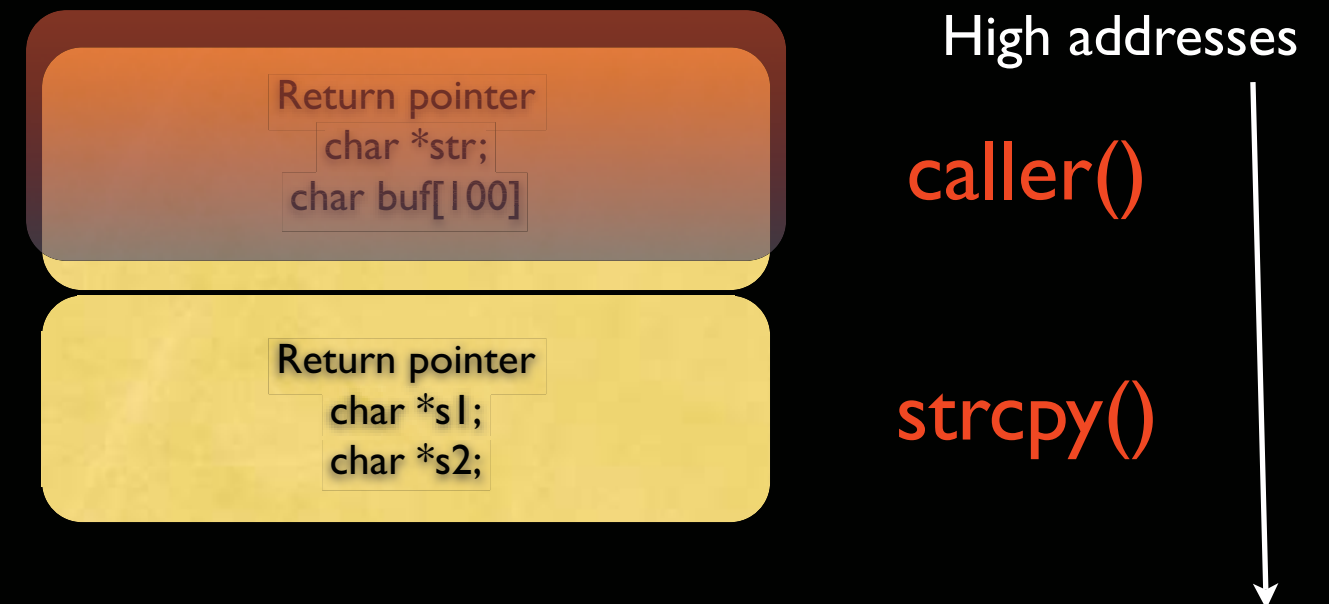 High addresses
Return pointer
char *str;
char buf[100]
caller()
Return pointer
char *s1;
char *s2;
strcpy()